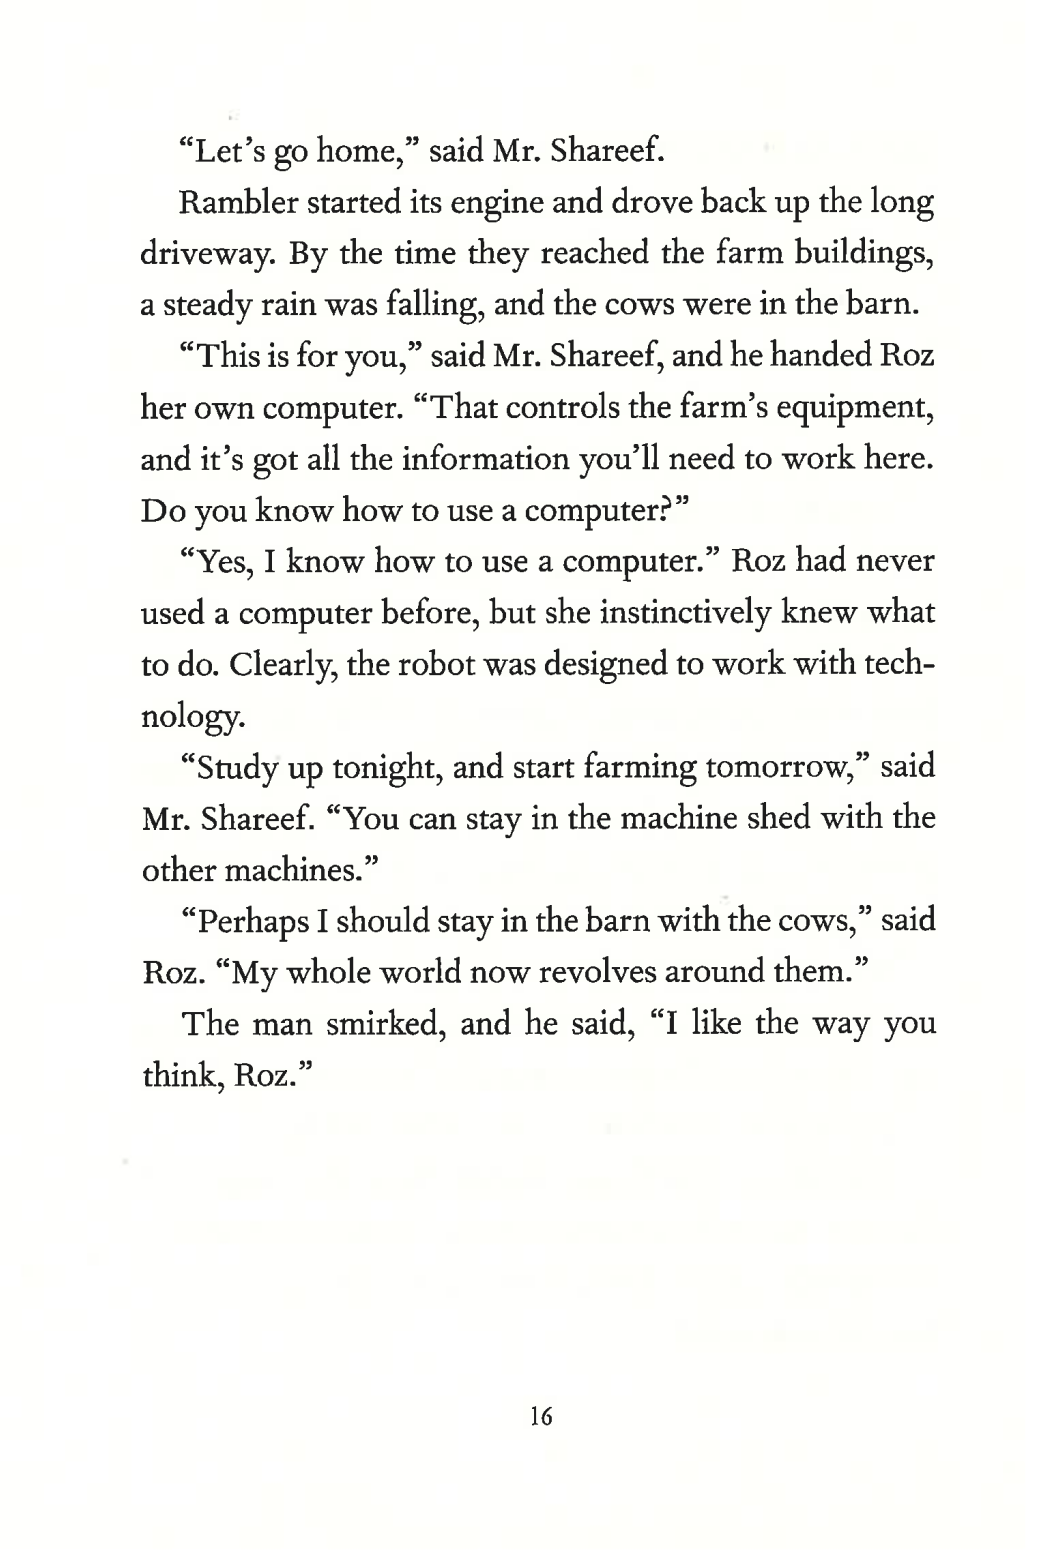 “Let’s go home,” said Mr. Shareef.
Rambler started its engine and drove back up the long
driveway. By the time they reached the farm buildings,
a steady rain was falling, and the cows were in the barn.
“This is for you,” said Mr. Shareef, and he handed Roz
her own computer. “That controls the farm’s equipment,
and it’s got all the information you’ll need to work here.
Do you know how to use a computer?”
“Yes, I know how to use a computer.” Roz had never
used a computer before, but she instinctively knew what
to do. Clearly, the robot was designed to work with tech-
nology.
“Study up tonight, and start farming tomorrow,” said
Mr. Shareef. “You can stay in the machine shed with the
other machines.”
“Perhaps I should stay in the barn with the cows,” said
Roz. “My whole world now revolves around them.”
The man smirked, and he said, “I like the way you
think, Roz.”
16